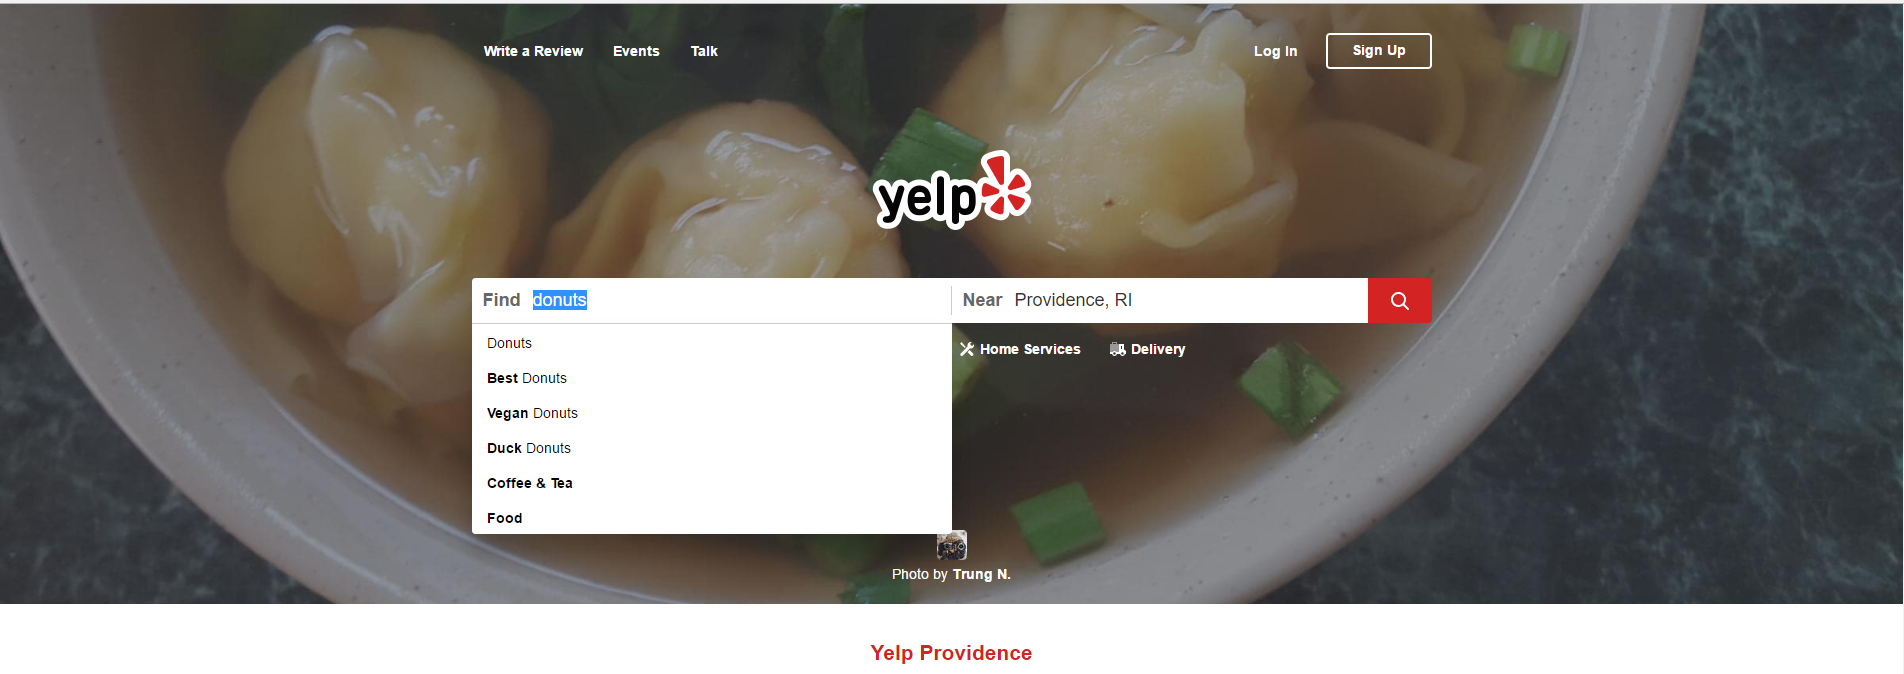 Write a Review Events Talk Log In Sign Up
yelp
Find donuts Near Providence, RI
Donuts
Best Donuts
Vegan Donuts
Duck Donuts
Coffee & Tea
Food
Home Services Delivery
Photo by Trung N.
Yelp Providence